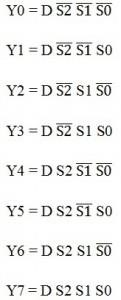 Y0 = D S̅2̅ S̅1̅ S̅0̅
Y1 = D S̅2̅ S̅1̅ S0
Y2 = D S̅2̅ S1 S̅0̅
Y3 = D S̅2̅ S1 S0
Y4 = D S2 S̅1̅ S̅0̅
Y5 = D S2 S̅1̅ S0
Y6 = D S2 S1 S̅0̅
Y7 = D S2 S1 S0